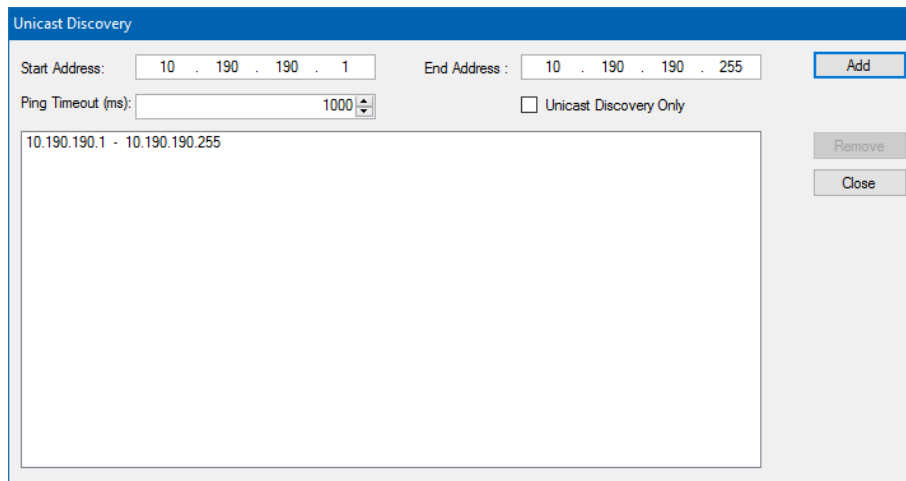 Unicast Discovery
Start Address: 10 . 190 . 190 . 1 End Address : 10 . 190 . 190 . 255 Add
Ping Timeout (ms): 1000 Unicast Discovery Only
10.190.190.1 - 10.190.190.255
Remove
Close